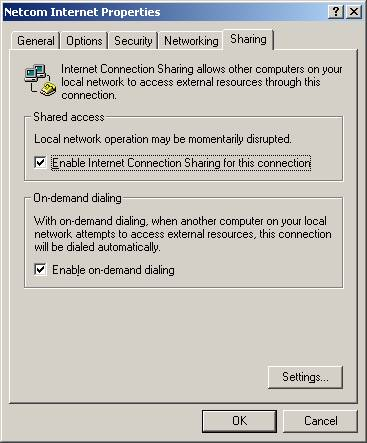 Netcom Internet Properties
General
Options
Security
Networking
Sharing
Internet Connection Sharing allows other computers on your
local network to access external resources through this
connection.
Shared access
Local network operation may be momentarily disrupted.
Enable Internet Connection Sharing for this connection
On-demand dialing
With on-demand dialing, when another computer on your local
network attempts to access external resources, this connection
will be dialed automatically.
Enable on-demand dialing
Settings...
OK
Cancel